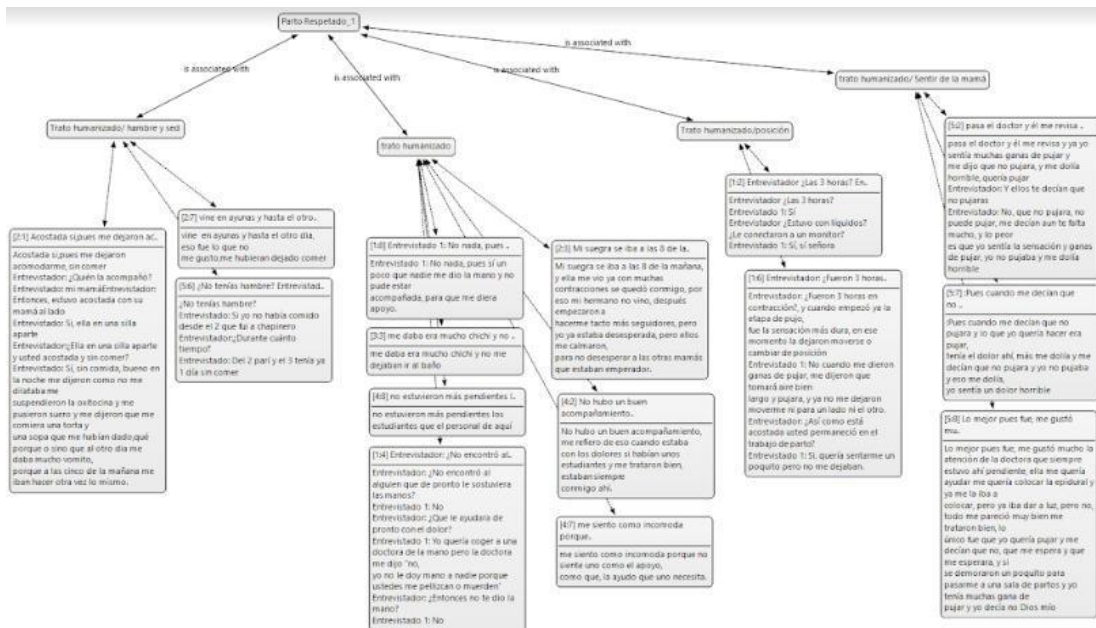 Parto Respetado_1
is associated with
is associated with
is associated with
is associated with
Trato humanizado/ hambre y sed
trato humanizado
Trato humanizado/posición
trato humanizado/ Sentir de la mamá
[2:1] Acostada si,pues me dejaron ac..
Acostada si,pues me dejaron
acomodarme, sin comer
Entrevistador: ¿Quién la acompaño?
Entrevistado: mi mamáEntrevistador:
Entonces, estuvo acostada con su
mamá al lado
Entrevistado: Si, ella en una silla
aparte
Entrevistador:¿Ella en una silla aparte
y usted acostada y sin comer?
Entrevistado: Sí, sin comida, bueno en
la noche me dijeron como no me
dilataba me
suspendieron la oxitocina y me
pusieron suero y me dijeron que me
comiera una torta y
una sopa que me habían dado,qué
porque o sino que al otro día me
daba mucho vomito,
porque a las cinco de la mañana me
iban hacer otra vez lo mismo.
[2:7] vine en ayunas y hasta el otro..
vine en ayunas y hasta el otro día,
eso fue lo que no
me gusto,me hubieran dejado comer
[5:6] ¿No tenías hambre? Entrevistad..
¿No tenías hambre?
Entrevistado: Si yo no había comido
desde el 2 que fui a chapinero
Entrevistador:¿Durante cuánto
tiempo?
Entrevistado: Del 2 parí y el 3 tenía ya
1 día sin comer
[1:8] Entrevistado 1: No nada, pues ..
Entrevistado 1: No nada, pues sí un
poco que nadie me dio la mano y no
pude estar
acompañada, para que me diera
apoyo.
[3:3] me daba era mucho chichi y no ..
me daba era mucho chichi y no me
dejaban ir al baño
[4:8] no estuvieron más pendientes l..
no estuvieron más pendientes los
estudiantes que el personal de aquí
[1:4] Entrevistador: ¿No encontró al..
Entrevistador: ¿No encontró al
alguien que de pronto le sostuviera
las manos?
Entrevistado 1: No
Entrevistador: ¿Que le ayudara de
pronto con el dolor?
Entrevistado 1: Yo quería coger a una
doctora de la mano pero la doctora
me dijo "no,
yo no le doy mano a nadie porque
ustedes me pellizcan o muerden"
Entrevistador: ¿Entonces no te dio la
mano?
Entrevistado 1: No
[2:3] Mi suegra se iba a las 8 de la..
Mi suegra se iba a las 8 de la mañana,
y ella me vio ya con muchas
contracciones se quedó conmigo, por
eso mi hermano no vino, después
empezaron a
hacerme tacto más seguidores, pero
yo ya estaba desesperada, pero ellos
me calmaron,
para no desesperar a las otras mamás
que estaban emperador.
[4:2] No hubo un buen
acompañamiento..
No hubo un buen acompañamiento,
me refiero de eso cuando estaba
con los dolores si habían unos
estudiantes y me trataron bien,
estaban siempre
conmigo ahí.
[4:7] me siento como incomoda
porque..
me siento como incomoda porque no
siente uno como el apoyo,
como que, la ayudo que uno necesita.
[1:2] Entrevistador ¿Las 3 horas? En..
Entrevistador ¿Las 3 horas?
Entrevistado 1: Sí
Entrevistador ¿Estuvo con líquidos?
¿Le conectaron a un monitor?
Entrevistado 1: Sí, sí señora
[1:6] Entrevistador: ¿Fueron 3 horas..
Entrevistador: ¿Fueron 3 horas en
contracción?, y cuando empezó ya la
etapa de pujo,
fue la sensación más dura, en ese
momento la dejaron moverse o
cambiar de posición
Entrevistado 1: No cuando me dieron
ganas de pujar, me dijeron que
tomará aire bien
largo y pujara, y ya no me dejaron
moverme ni para un lado ni el otro.
Entrevistador: ¿Así como está
acostada usted permaneció en el
trabajo de parto?
Entrevistado 1: Si, quería sentarme un
poquito pero no me dejaban.
[5:2] pasa el doctor y él me revisa ..
pasa el doctor y él me revisa y ya yo
sentía muchas ganas de pujar y
me dijo que no pujara, y me dolía
horrible, quería pujar
Entrevistador: Y ellos te decían que
no pujaras
Entrevistado: No, que no pujara, no
puede pujar, me decían aun te falta
mucho, y lo peor
es que yo sentía la sensación y ganas
de pujar, yo no pujaba y me dolía
horrible
[5:7] :Pues cuando me decían que
no ..
:Pues cuando me decían que no
pujara y lo que yo quería hacer era
pujar,
tenía el dolor ahí, más me dolía y me
decían que no pujara y yo no pujaba
y eso me dolía,
yo sentía un dolor horrible
[5:8] Lo mejor pues fue, me gustó
mu..
Lo mejor pues fue, me gustó mucho la
atención de la doctora que siempre
estuvo ahí pendiente, ella me quería
ayudar me quería colocar la epidural y
ya me la iba a
colocar, pero ya iba dar a luz, pero no,
todo me pareció muy bien me
trataron bien, lo
único fue que yo quería pujar y me
decían que no, que me espera y que
me esperara, y si
se demoraron un poquito para
pasarme a una sala de partos y yo
tenía muchas gana de
pujar y yo decía no Dios mío